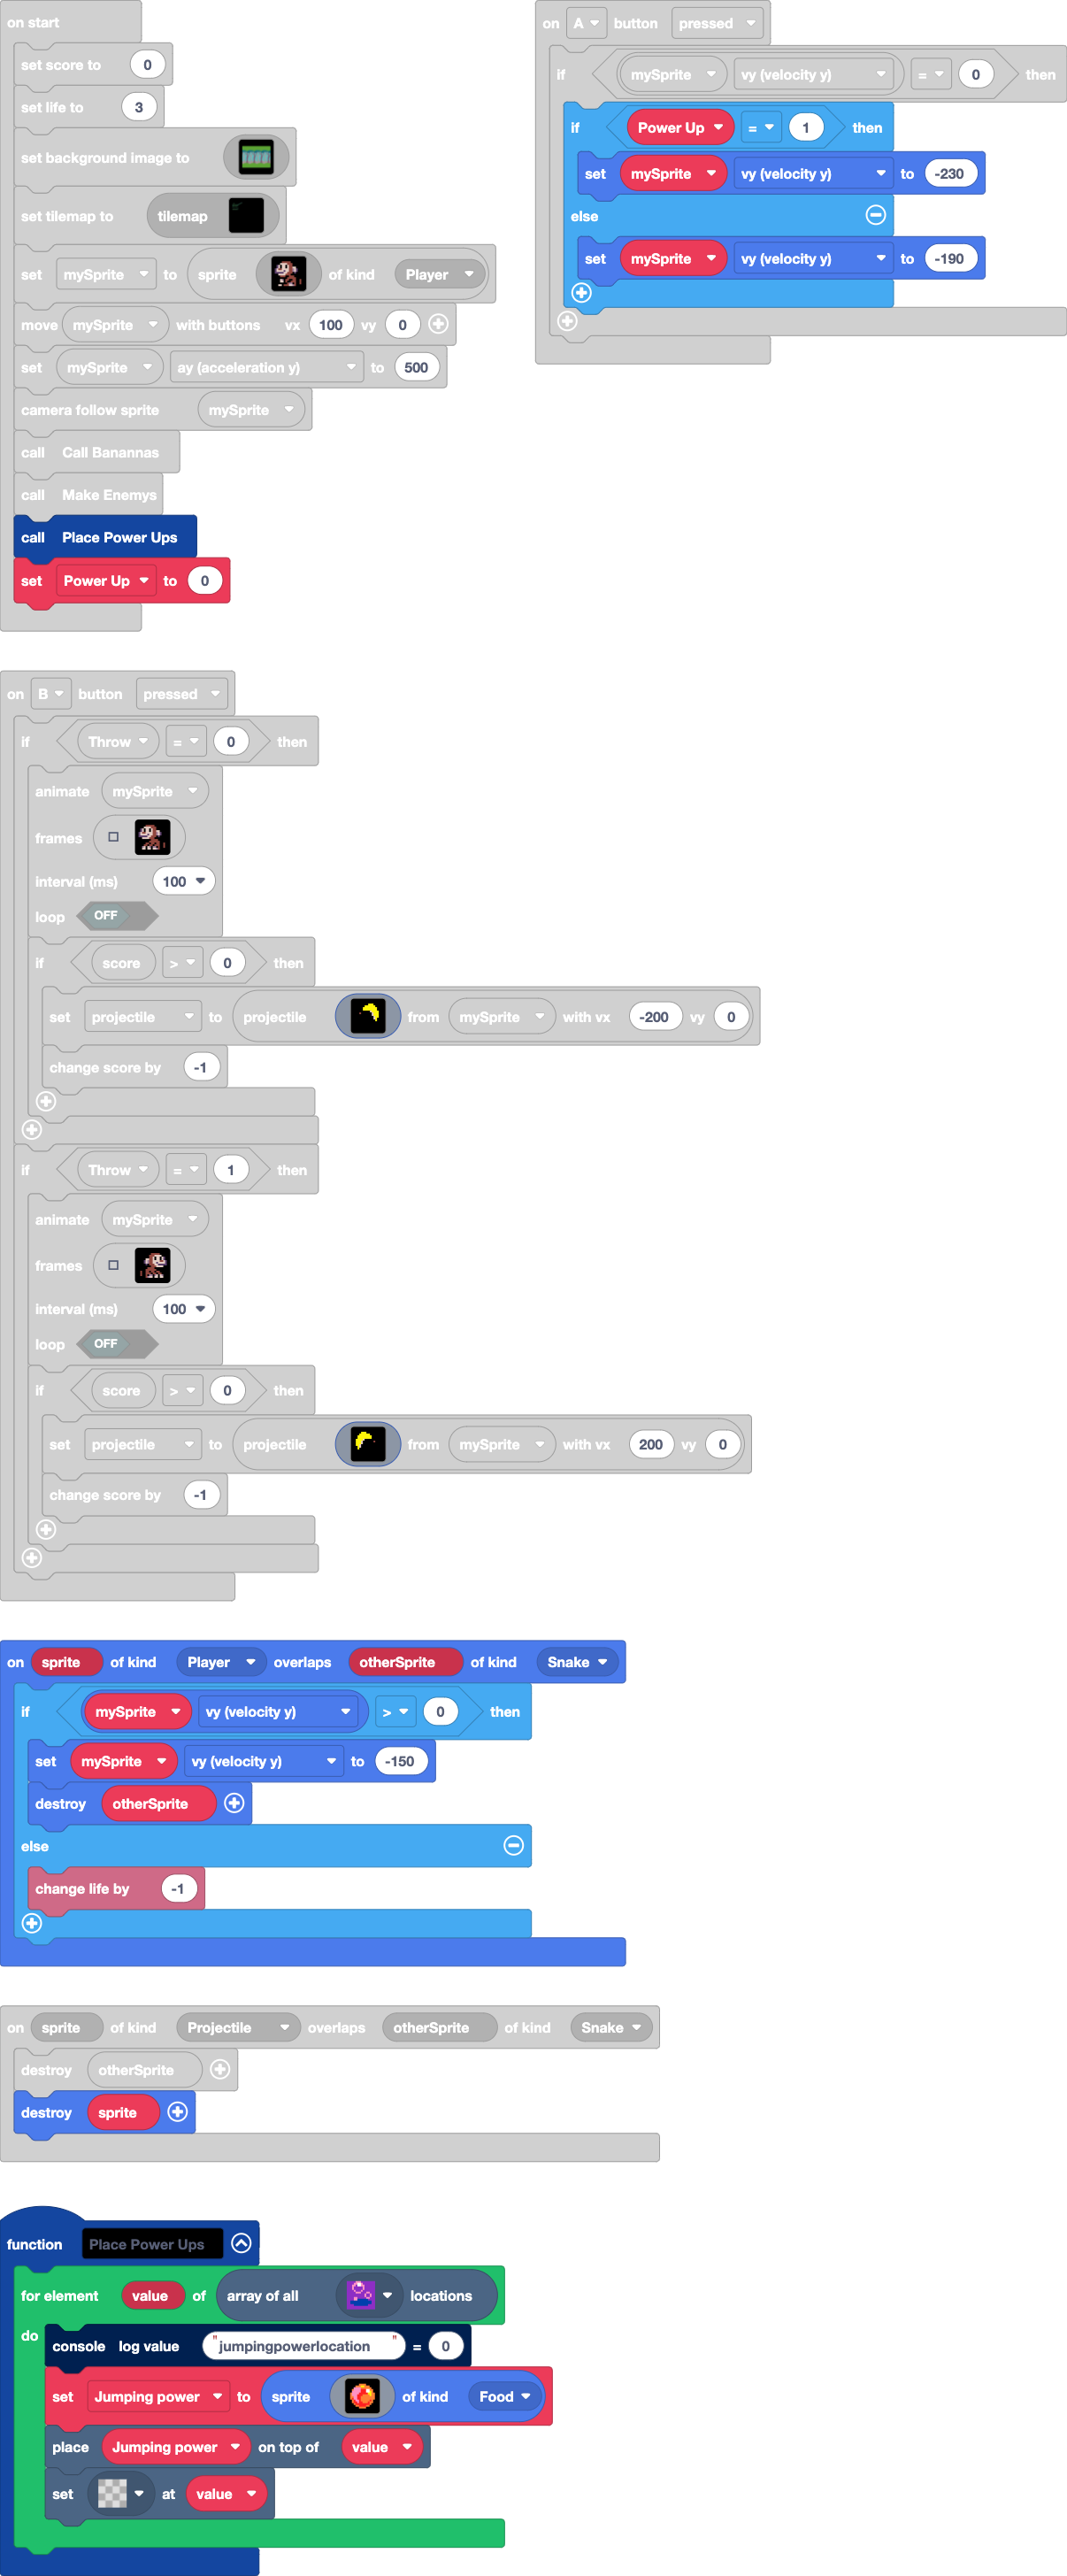 on start
set score to 0
set life to 3
set background image to
set tilemap to tilemap
set mySprite to sprite of kind Player
move mySprite with buttons vx 100 vy 0
set mySprite ay (acceleration y) to 500
camera follow sprite mySprite
call Call Banannas
call Make Enemys
call Place Power Ups
set Power Up to 0
on A button pressed
if mySprite vy (velocity y) = 0 then
if Power Up = 1 then
set mySprite vy (velocity y) to -230
else
set mySprite vy (velocity y) to -190
on B button pressed
if Throw = 0 then
animate mySprite
frames
interval (ms) 100
loop OFF
if score > 0 then
set projectile to projectile from mySprite with vx -200 vy 0
change score by -1
if Throw = 1 then
animate mySprite
frames
interval (ms) 100
loop OFF
if score > 0 then
set projectile to projectile from mySprite with vx 200 vy 0
change score by -1
on sprite of kind Player overlaps otherSprite of kind Snake
if mySprite vy (velocity y) > 0 then
set mySprite vy (velocity y) to -150
destroy otherSprite
else
change life by -1
on sprite of kind Projectile overlaps otherSprite of kind Snake
destroy otherSprite
destroy sprite
function Place Power Ups
for element value of array of all locations
do
console log value "jumpingpowerlocation" = 0
set Jumping power to sprite of kind Food
place Jumping power on top of value
set at value